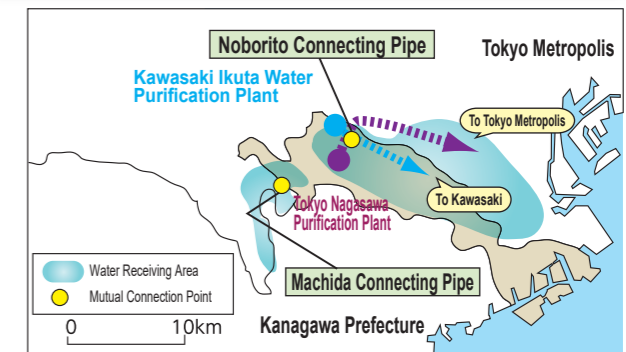 Noborito Connecting Pipe
Tokyo Metropolis
Kawasaki Ikuta Water
Purification Plant
To Tokyo Metropolis
To Kawasaki
Tokyo Nagasawa
Purification Plant
Water Receiving Area
Mutual Connection Point
Machida Connecting Pipe
0 10km
Kanagawa Prefecture